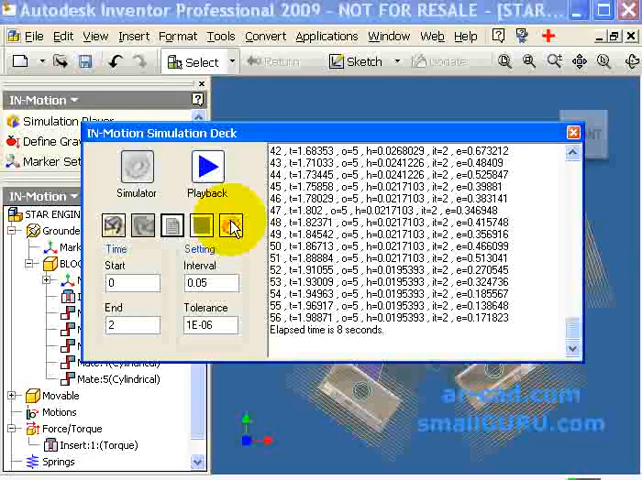 Autodesk Inventor Professional 2009 - NOT FOR RESALE - [STAR
File Edit View Insert Format Tools Convert Applications Window Web Help
Select Return Sketch Update
IN-Motion
Simulation Player
Define Grav
Marker Set
IN-Motion
STAR ENGIN
Grounde
Mark
BLOC
Mate:5(Cylindrical)
Movable
Motions
Force/Torque
Insert:1:(Torque)
Springs
IN-Motion Simulation Deck
Simulator
Playback
Time
Setting
Start
Interval
0
0.05
End
Tolerance
2
1E-06
42 , t=1.68353 , o=5 , h=0.0268029 , it=2 , e=0.673212
43 , t=1.71033 , o=5 , h=0.0241226 , it=2 , e=0.48409
44 , t=1.73445 , o=5 , h=0.0241226 , it=2 , e=0.525847
45 , t=1.75858 , o=5 , h=0.0217103 , it=2 , e=0.39881
46 , t=1.78029 , o=5 , h=0.0217103 , it=2 , e=0.383141
47 , t=1.802 , o=5 , h=0.0217103 , it=2 , e=0.346948
48 , t=1.82371 , o=5 , h=0.0217103 , it=2 , e=0.415748
49 , t=1.84542 , o=5 , h=0.0217103 , it=2 , e=0.356916
50 , t=1.86713 , o=5 , h=0.0217103 , it=2 , e=0.466099
51 , t=1.88884 , o=5 , h=0.0217103 , it=2 , e=0.513041
52 , t=1.91055 , o=5 , h=0.0195393 , it=2 , e=0.270545
53 , t=1.93009 , o=5 , h=0.0195393 , it=2 , e=0.324736
54 , t=1.94963 , o=5 , h=0.0195393 , it=2 , e=0.185567
55 , t=1.96917 , o=5 , h=0.0195393 , it=2 , e=0.138648
56 , t=1.98871 , o=5 , h=0.0195393 , it=2 , e=0.171823
Elapsed time is 8 seconds.
ar-cad.com
smallGURU.com